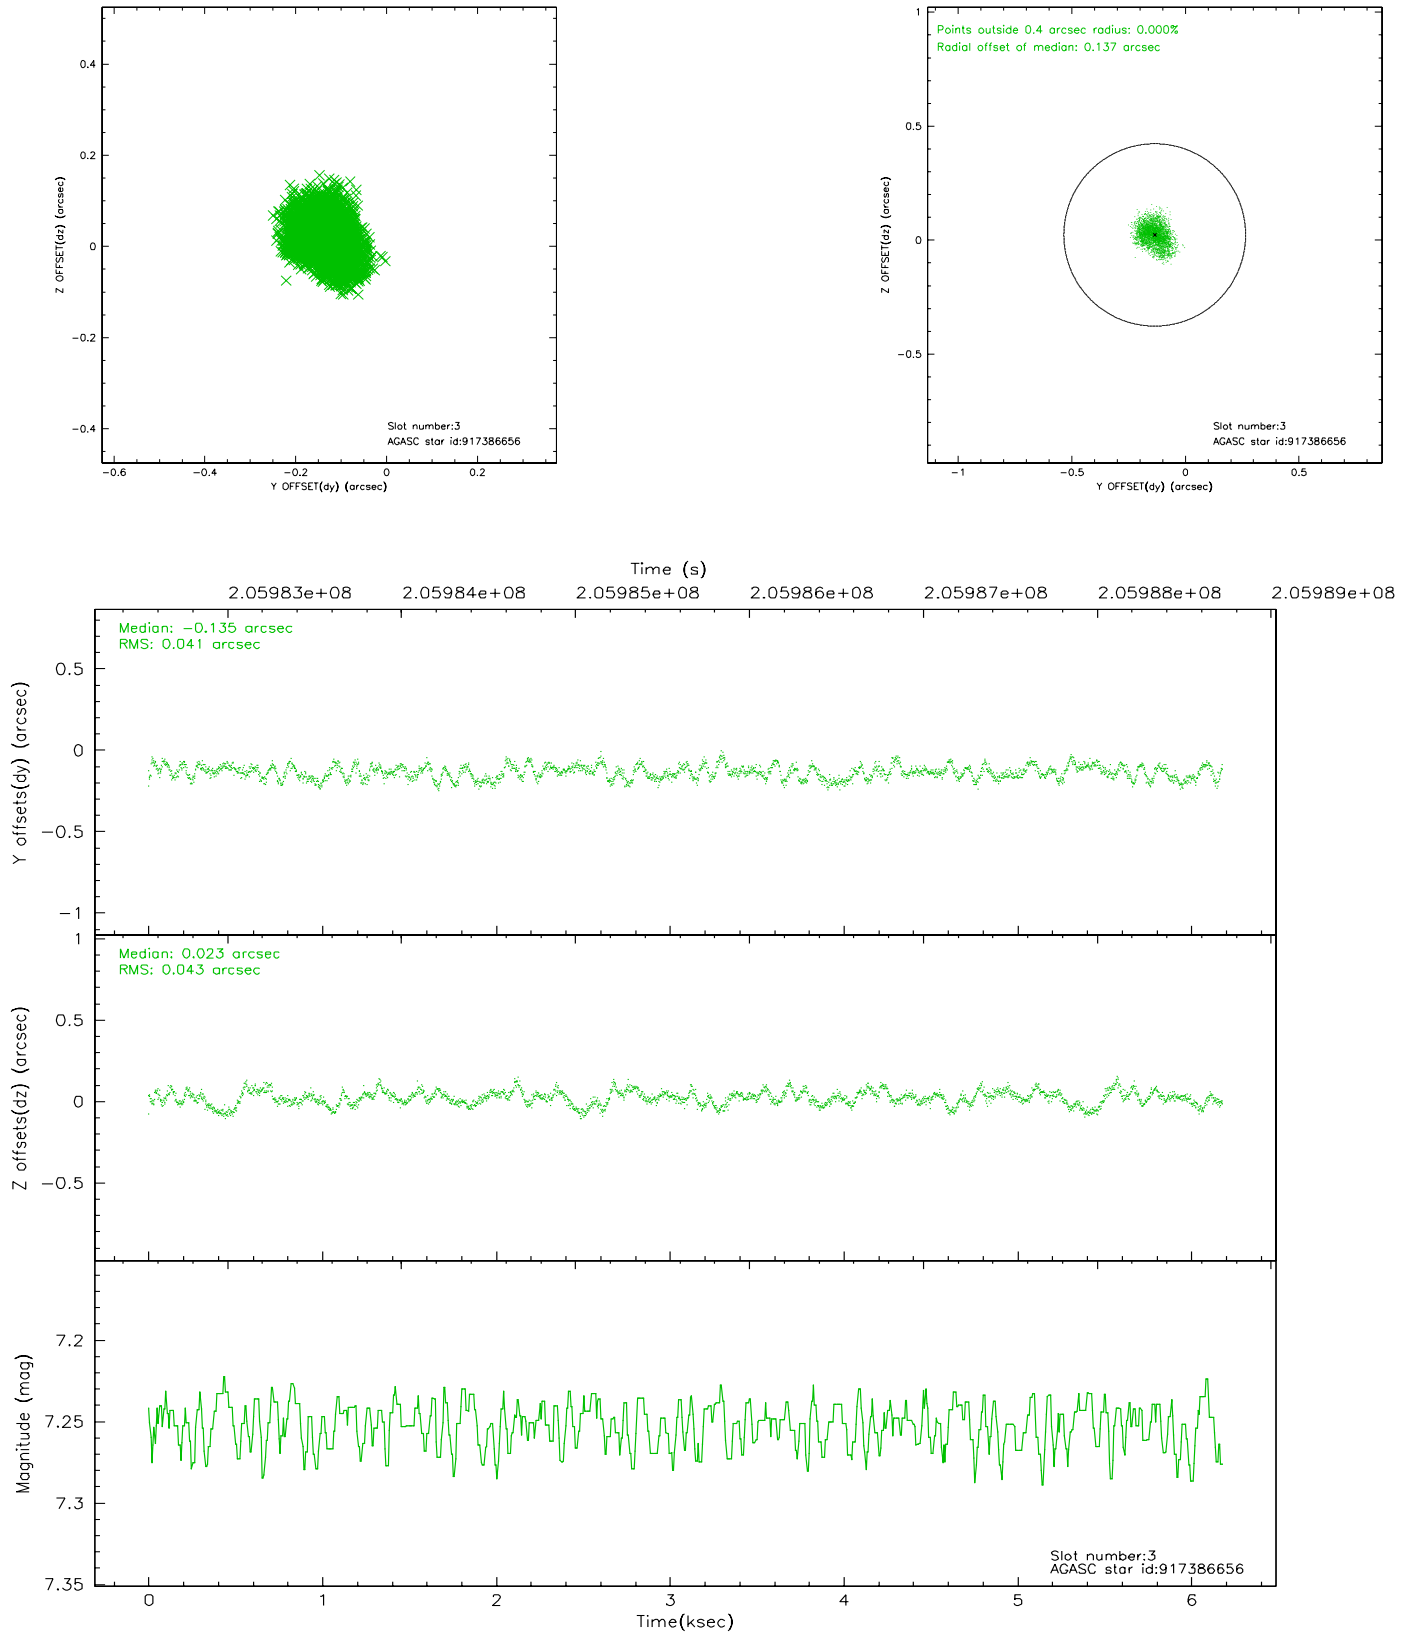 0.4
0.2
0
−0.2
−0.4
Z OFFSET(dz) (arcsec)
Slot number:3
AGASC star id:917386656
−0.6 −0.4 −0.2 0 0.2
Y OFFSET(dy) (arcsec)
Points outside 0.4 arcsec radius: 0.000%
Radial offset of median: 0.137 arcsec
1
0.5
0
−0.5
Z OFFSET(dz) (arcsec)
Slot number:3
AGASC star id:917386656
−1 −0.5 0 0.5
Y OFFSET(dy) (arcsec)
Time (s)
2.05983e+08 2.05984e+08 2.05985e+08 2.05986e+08 2.05987e+08 2.05988e+08 2.05989e+08
Median: −0.135 arcsec
RMS: 0.041 arcsec
0.5
0
−0.5
−1
Y offsets(dy) (arcsec)
Median: 0.023 arcsec
RMS: 0.043 arcsec
1
0.5
0
−0.5
Z offsets(dz) (arcsec)
7.2
7.25
7.3
7.35
Magnitude (mag)
Slot number:3
AGASC star id:917386656
0 1 2 3 4 5 6
Time(ksec)